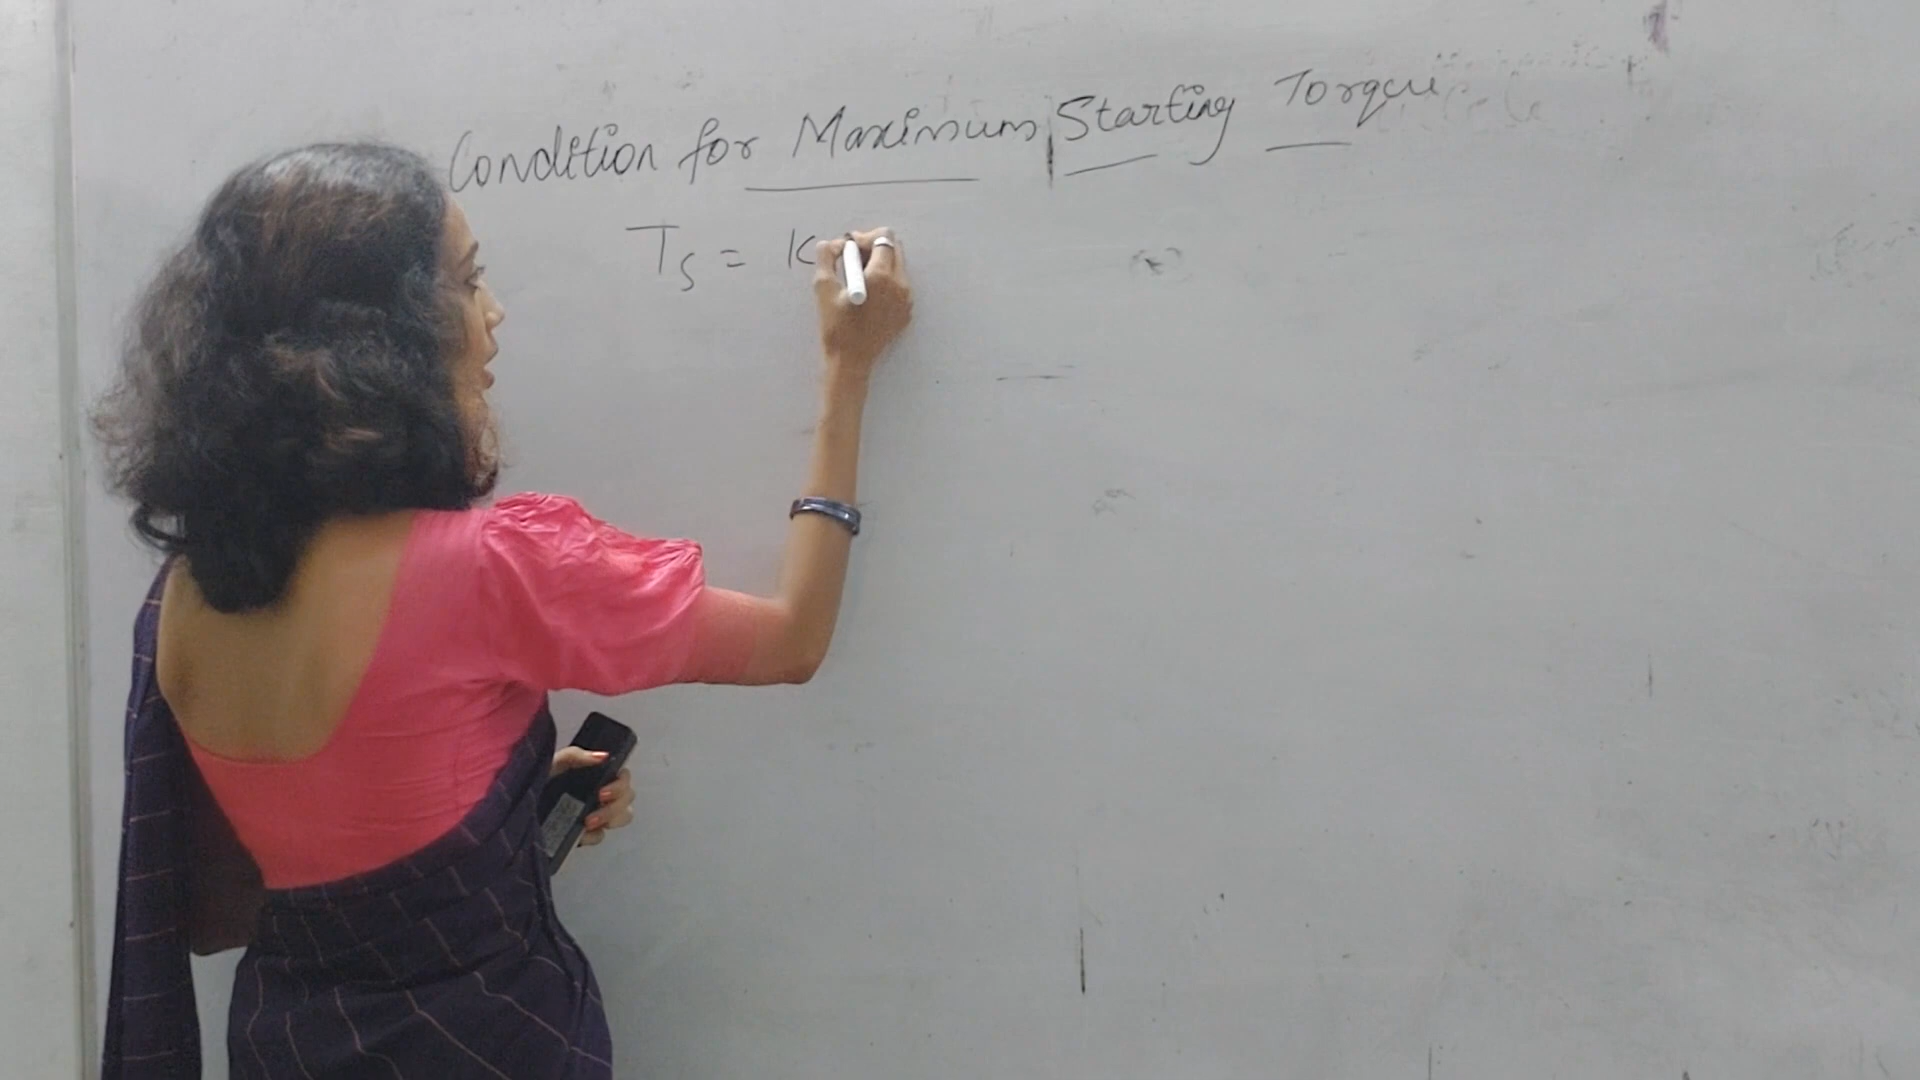 Condition for Maximum Starting Torque
Ts = K